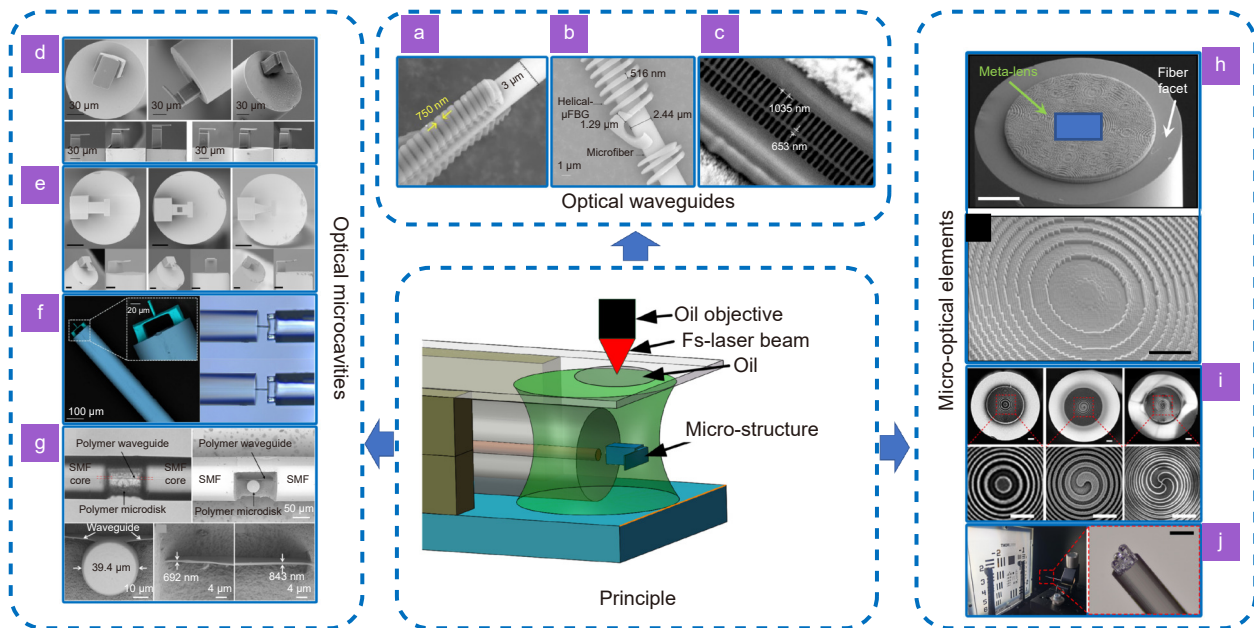 a
b
c
750 nm
3 μm
516 nm
Helical-
μFBG
1.29 μm
2.44 μm
Microfiber
1 μm
1035 nm
653 nm
Optical waveguides
d
30 μm
30 μm
30 μm
30 μm
30 μm
e
f
20 μm
100 μm
g
Polymer waveguide
SMF
core
SMF
core
Polymer microdisk
Polymer waveguide
SMF
SMF
Polymer microdisk
50 μm
Waveguide
39.4 μm
10 μm
692 nm
4 μm
843 nm
4 μm
Optical microcavities
Oil objective
Fs-laser beam
Oil
Micro-structure
Principle
Micro-optical elements
h
Meta-lens
Fiber
facet
i
j